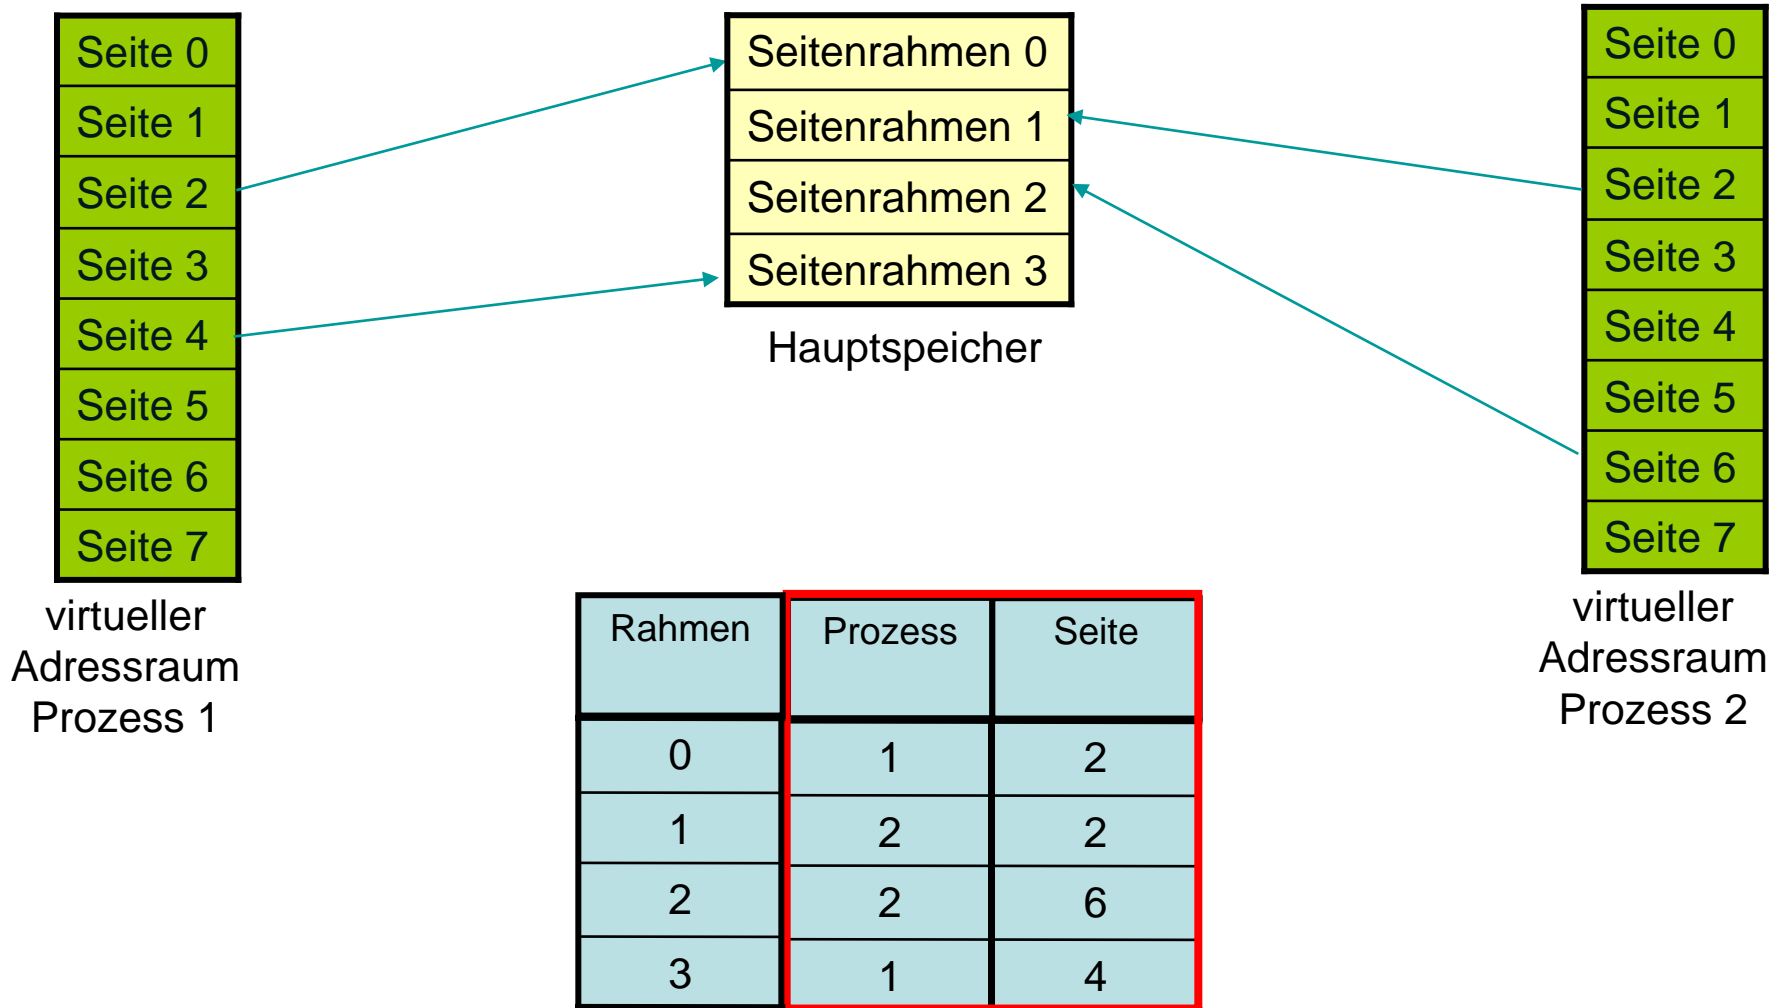 Seite 0
Seite 1
Seite 2
Seite 3
Seite 4
Seite 5
Seite 6
Seite 7
virtueller
Adressraum
Prozess 1
Seitenrahmen 0
Seitenrahmen 1
Seitenrahmen 2
Seitenrahmen 3
Hauptspeicher
Seite 0
Seite 1
Seite 2
Seite 3
Seite 4
Seite 5
Seite 6
Seite 7
virtueller
Adressraum
Prozess 2
Rahmen Prozess Seite
0 1 2
1 2 2
2 2 6
3 1 4